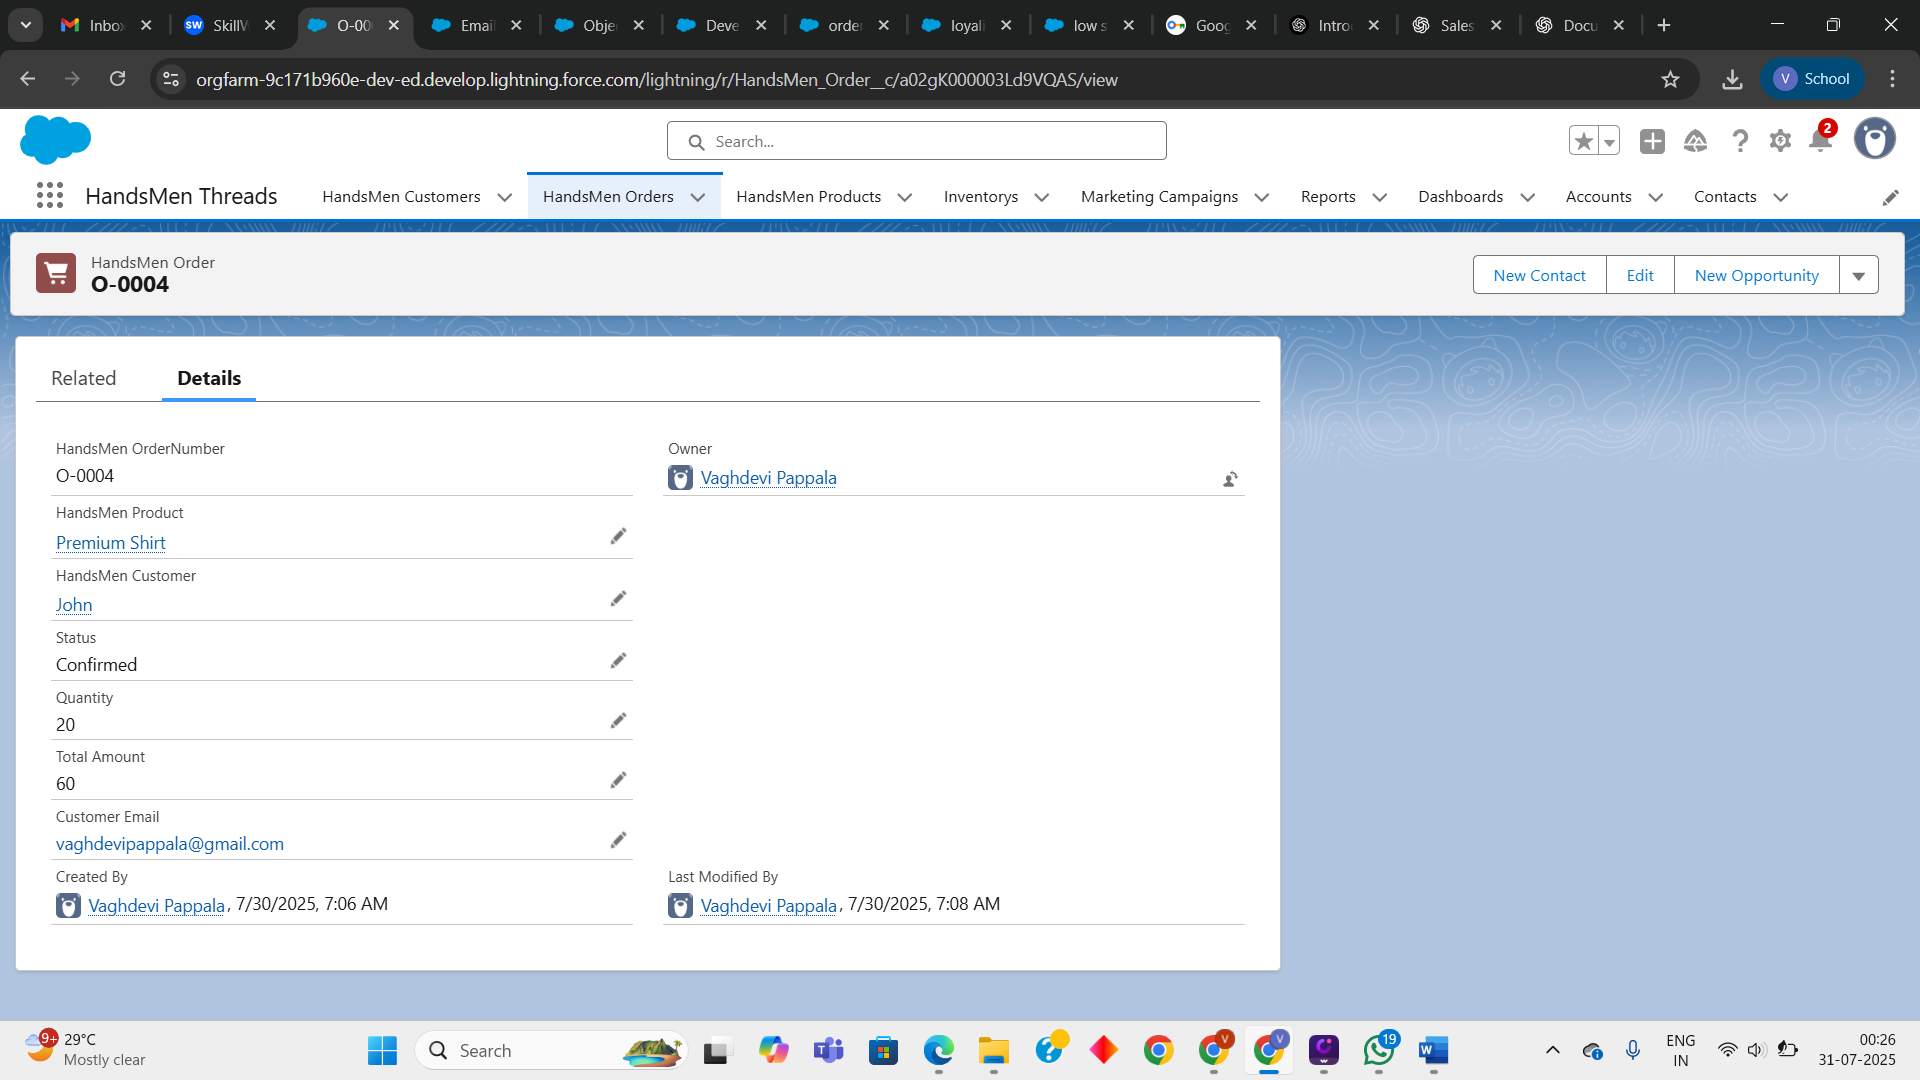 Inbox
SkillW
O-000
Email
Obje
Deve
order
loyali
low s
Goog
Intro
Sales
Docu
orgfarm-9c171b960e-dev-ed.develop.lightning.force.com/lightning/r/HandsMen_Order__c/a02gK000003Ld9VQAS/view
V School
Search...
2
HandsMen Threads
HandsMen Customers
HandsMen Orders
HandsMen Products
Inventorys
Marketing Campaigns
Reports
Dashboards
Accounts
Contacts
HandsMen Order
O-0004
New Contact
Edit
New Opportunity
Related
Details
HandsMen OrderNumber
O-0004
Owner
Vaghdevi Pappala
HandsMen Product
Premium Shirt
HandsMen Customer
John
Status
Confirmed
Quantity
20
Total Amount
60
Customer Email
vaghdevipappala@gmail.com
Created By
Vaghdevi Pappala, 7/30/2025, 7:06 AM
Last Modified By
Vaghdevi Pappala, 7/30/2025, 7:08 AM
9+
29°C
Mostly clear
Search
V
V
19
ENG
IN
00:26
31-07-2025